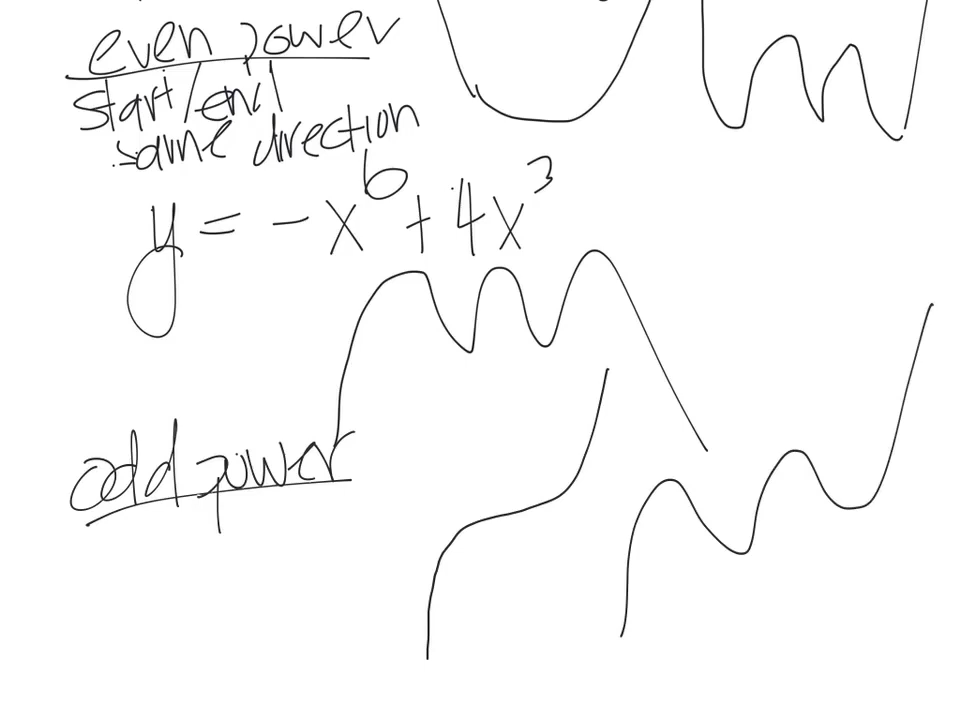 even power
start/end
same direction
y = -x^6 + 4x^3
odd power